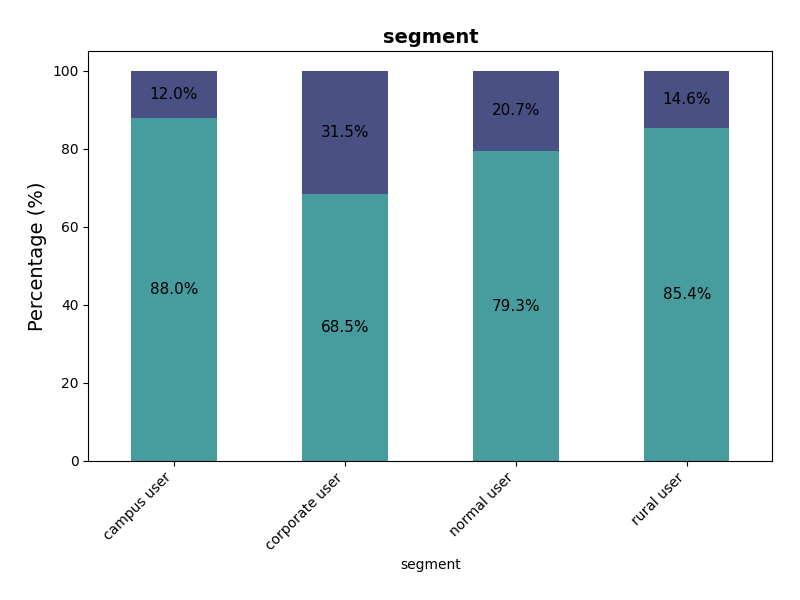 segment
100
80
60
40
20
0
Percentage (%)
12.0%
31.5%
20.7%
14.6%
88.0%
68.5%
79.3%
85.4%
campus user
corporate user
normal user
rural user
segment